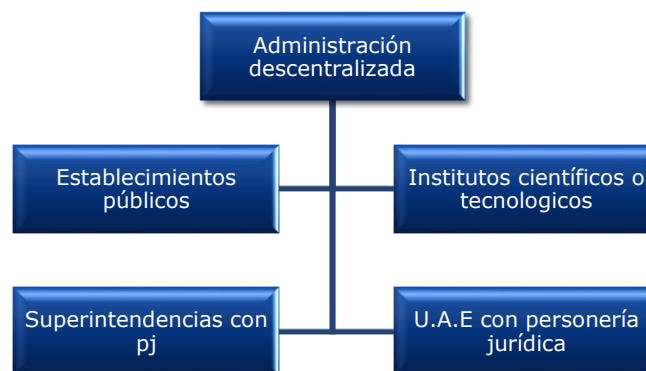 Administración
descentralizada
Establecimientos
públicos
Institutos científicos o
tecnologicos
Superintendencias con
pj
U.A.E con personería
jurídica